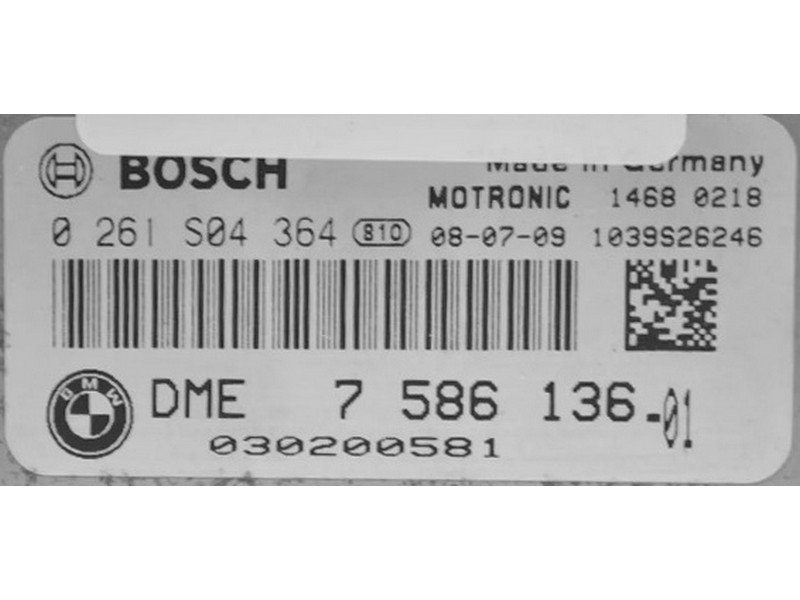 BOSCH Made in Germany
MOTRONIC 1468 0218
0 261 S04 364 810 08-07-09 1039S26246
BMW DME 7 586 136-01
030200581